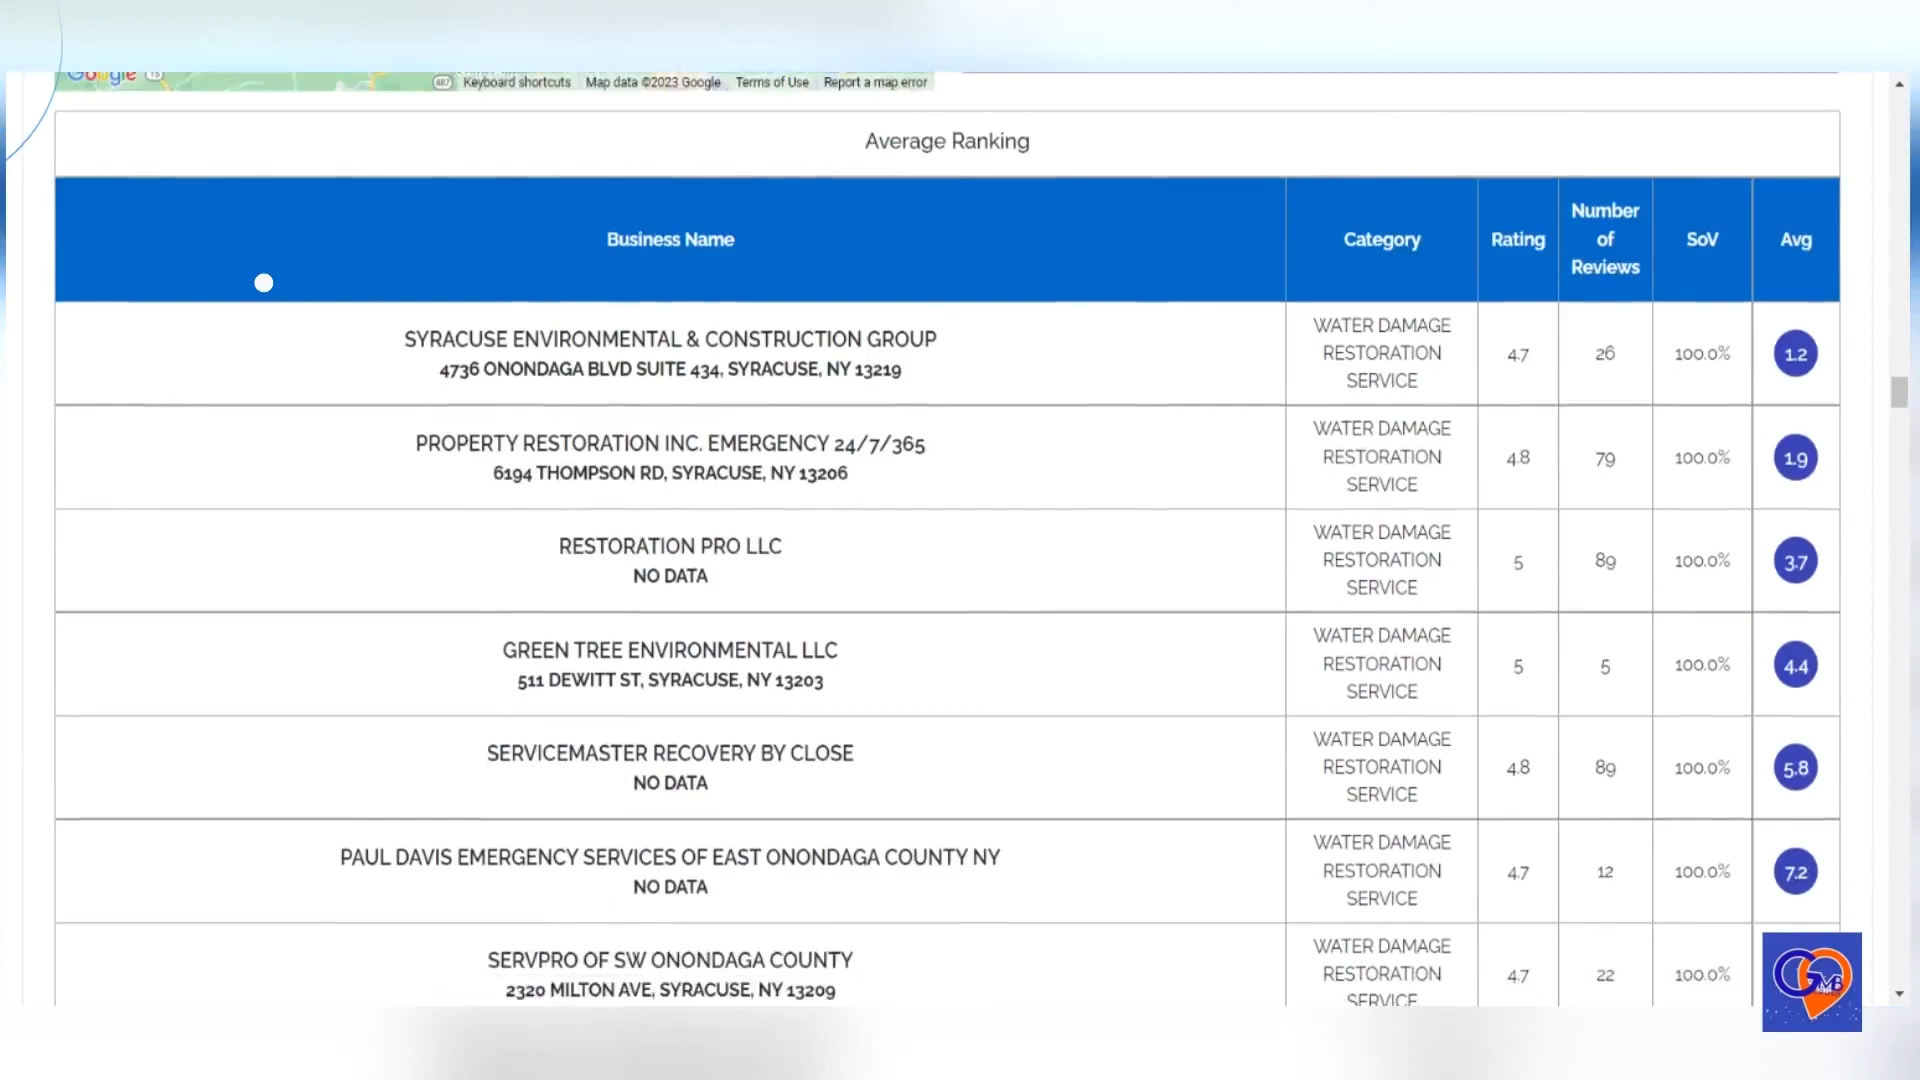 Google 15
487 Keyboard shortcuts Map data ©2023 Google Terms of Use Report a map error
Average Ranking
Business Name Category Rating Number of Reviews SoV Avg
SYRACUSE ENVIRONMENTAL & CONSTRUCTION GROUP
4736 ONONDAGA BLVD SUITE 434, SYRACUSE, NY 13219
WATER DAMAGE
RESTORATION
SERVICE
4.7 26 100.0% 1.2
PROPERTY RESTORATION INC. EMERGENCY 24/7/365
6194 THOMPSON RD, SYRACUSE, NY 13206
WATER DAMAGE
RESTORATION
SERVICE
4.8 79 100.0% 1.9
RESTORATION PRO LLC
NO DATA
WATER DAMAGE
RESTORATION
SERVICE
5 89 100.0% 3.7
GREEN TREE ENVIRONMENTAL LLC
511 DEWITT ST, SYRACUSE, NY 13203
WATER DAMAGE
RESTORATION
SERVICE
5 5 100.0% 4.4
SERVICEMASTER RECOVERY BY CLOSE
NO DATA
WATER DAMAGE
RESTORATION
SERVICE
4.8 89 100.0% 5.8
PAUL DAVIS EMERGENCY SERVICES OF EAST ONONDAGA COUNTY NY
NO DATA
WATER DAMAGE
RESTORATION
SERVICE
4.7 12 100.0% 7.2
SERVPRO OF SW ONONDAGA COUNTY
2320 MILTON AVE, SYRACUSE, NY 13209
WATER DAMAGE
RESTORATION
SERVICE
4.7 22 100.0%
GMB